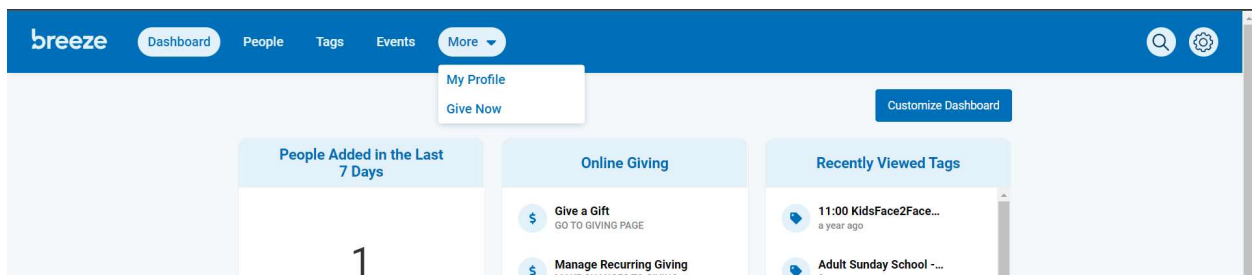 breeze Dashboard People Tags Events More
My Profile
Give Now
Customize Dashboard
People Added in the Last
7 Days
1
Online Giving
Give a Gift
GO TO GIVING PAGE
Manage Recurring Giving
Recently Viewed Tags
11:00 KidsFace2Face...
a year ago
Adult Sunday School -...